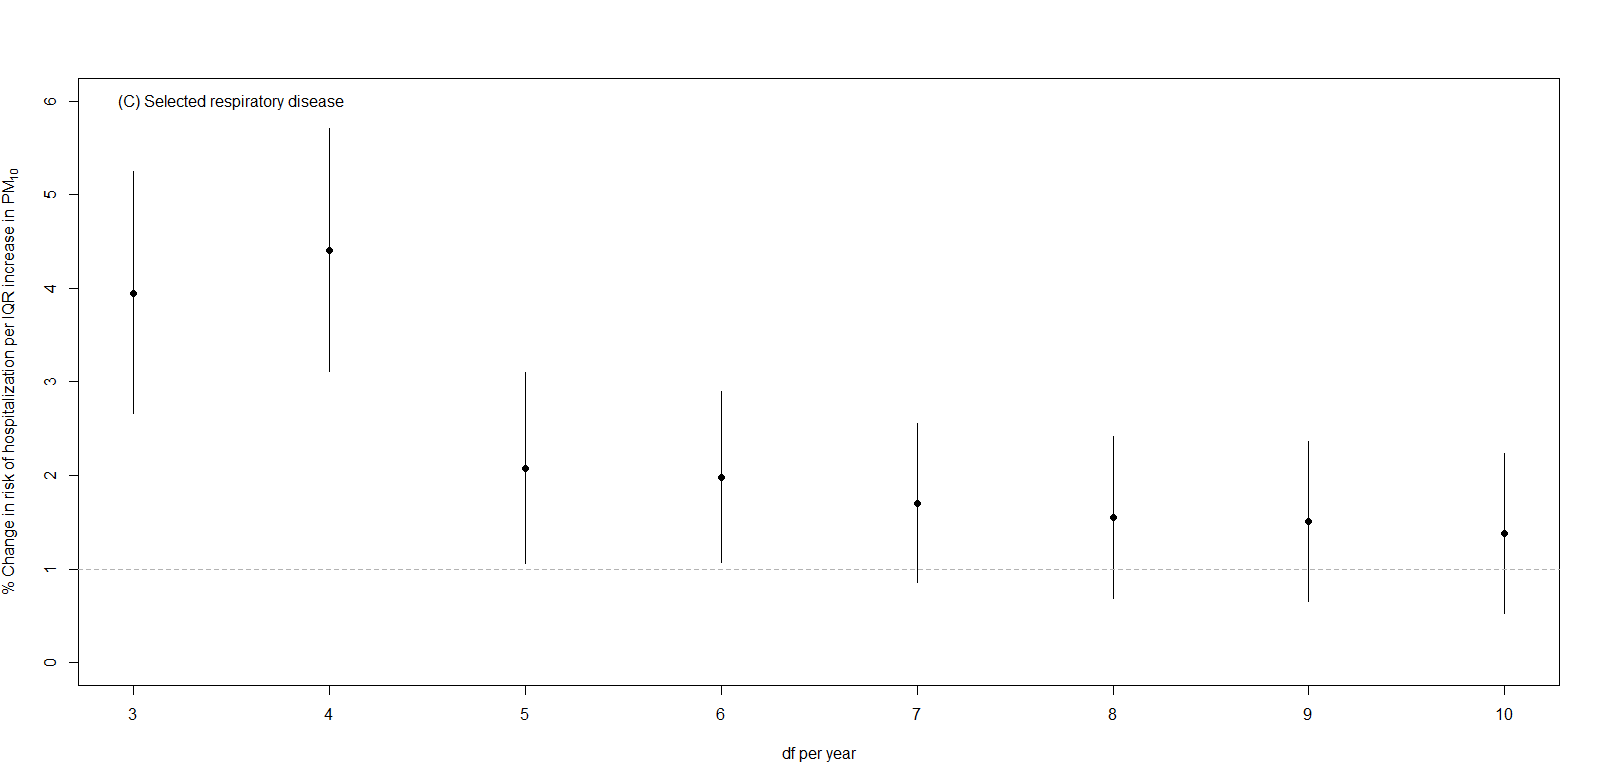 (C) Selected respiratory disease
% Change in risk of hospitalization per IQR increase in PM₁₀
6
5
4
3
2
1
0
3 4 5 6 7 8 9 10
df per year